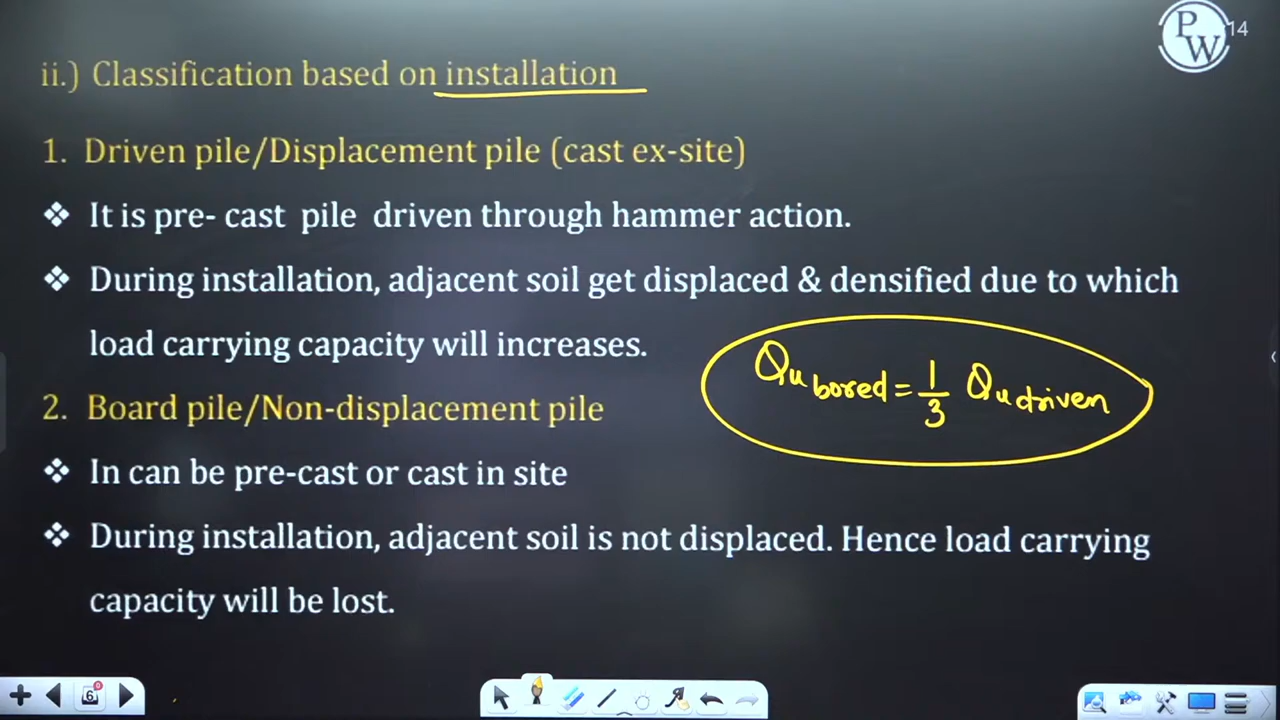 PW 14
ii.) Classification based on installation
1. Driven pile/Displacement pile (cast ex-site)
❖ It is pre- cast pile driven through hammer action.
❖ During installation, adjacent soil get displaced & densified due to which
load carrying capacity will increases.
Qu bored = 1/3 Qu driven
2. Board pile/Non-displacement pile
❖ In can be pre-cast or cast in site
❖ During installation, adjacent soil is not displaced. Hence load carrying
capacity will be lost.
6